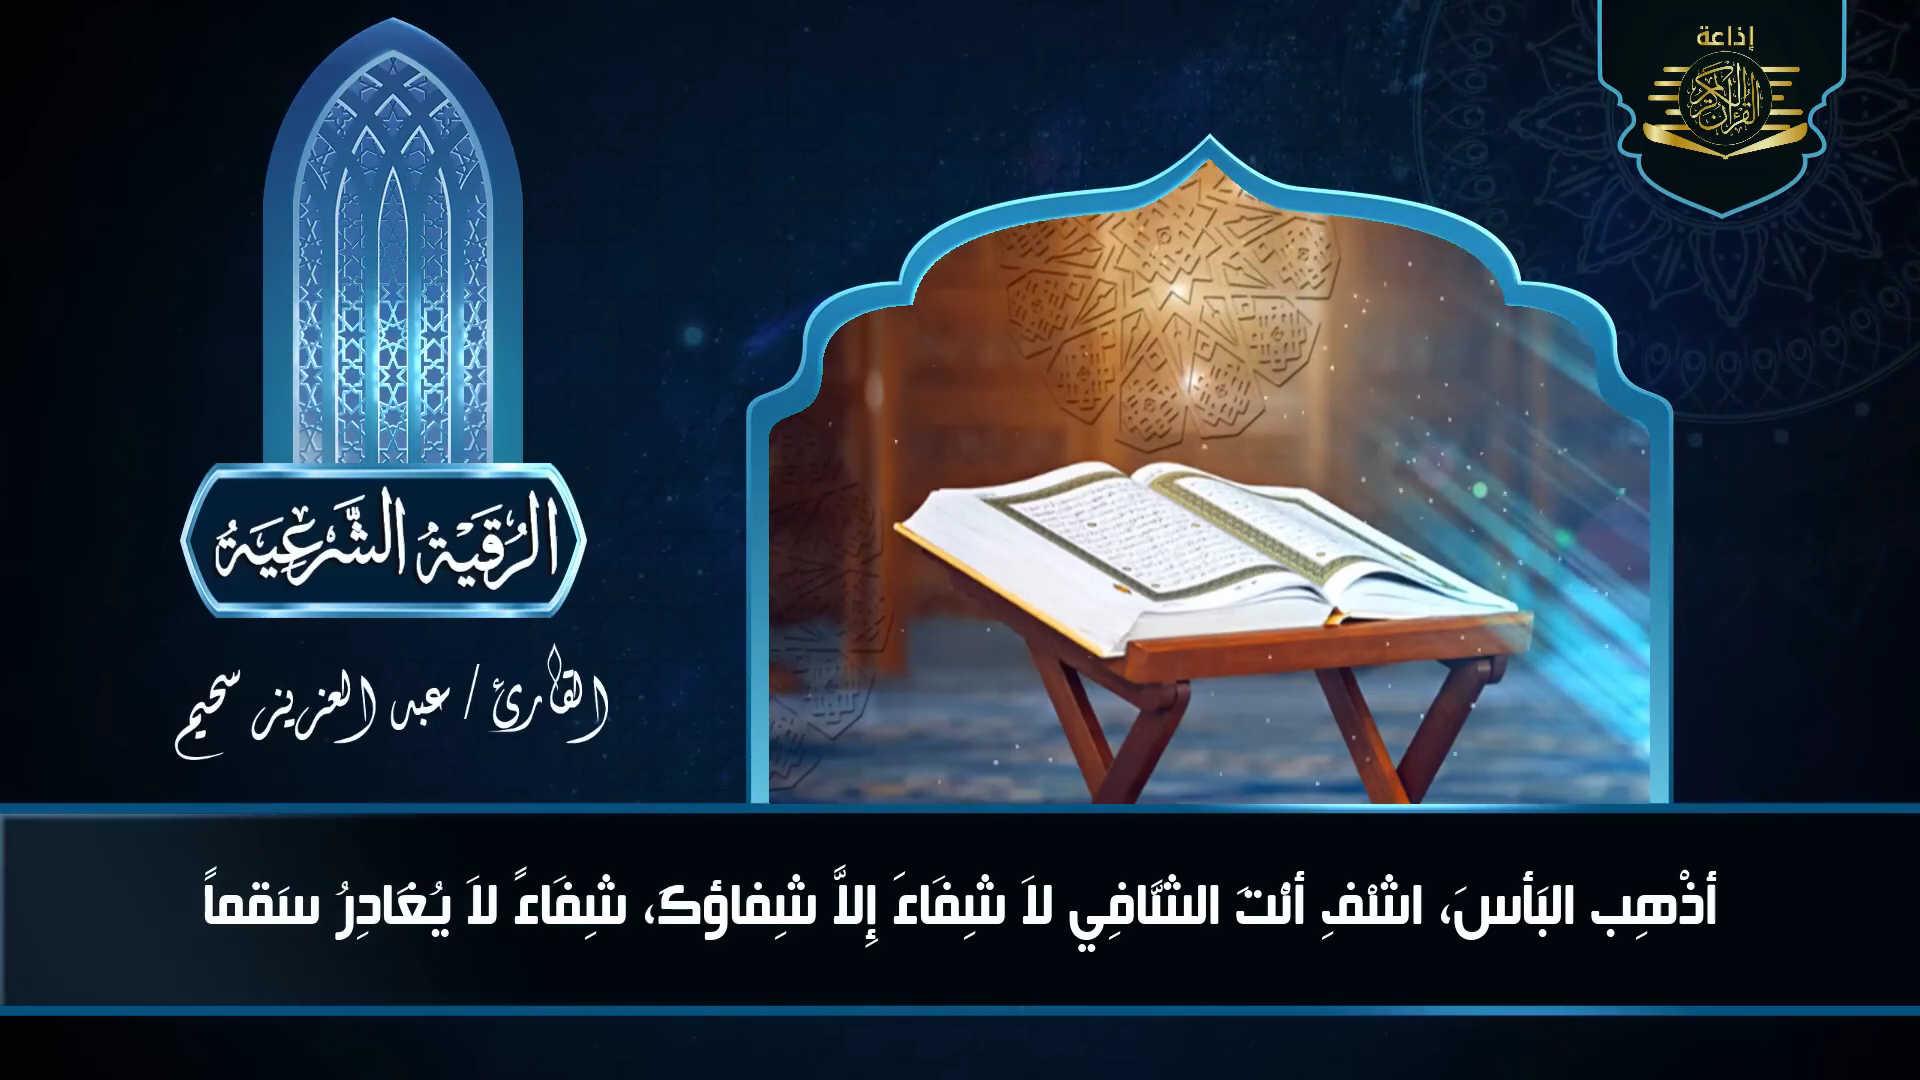 إذاعة
القرآن الكريم
الرُقيَة الشَّرعِيَةُ
القارئ / عبد العزيز سحيم
أذْهِب البَأسَ، اشْفِ أنْتَ الشَّافِي لاَ شِفَاءَ إِلاَّ شِفاؤكَ، شِفَاءً لاَ يُغَادِرُ سَقماً